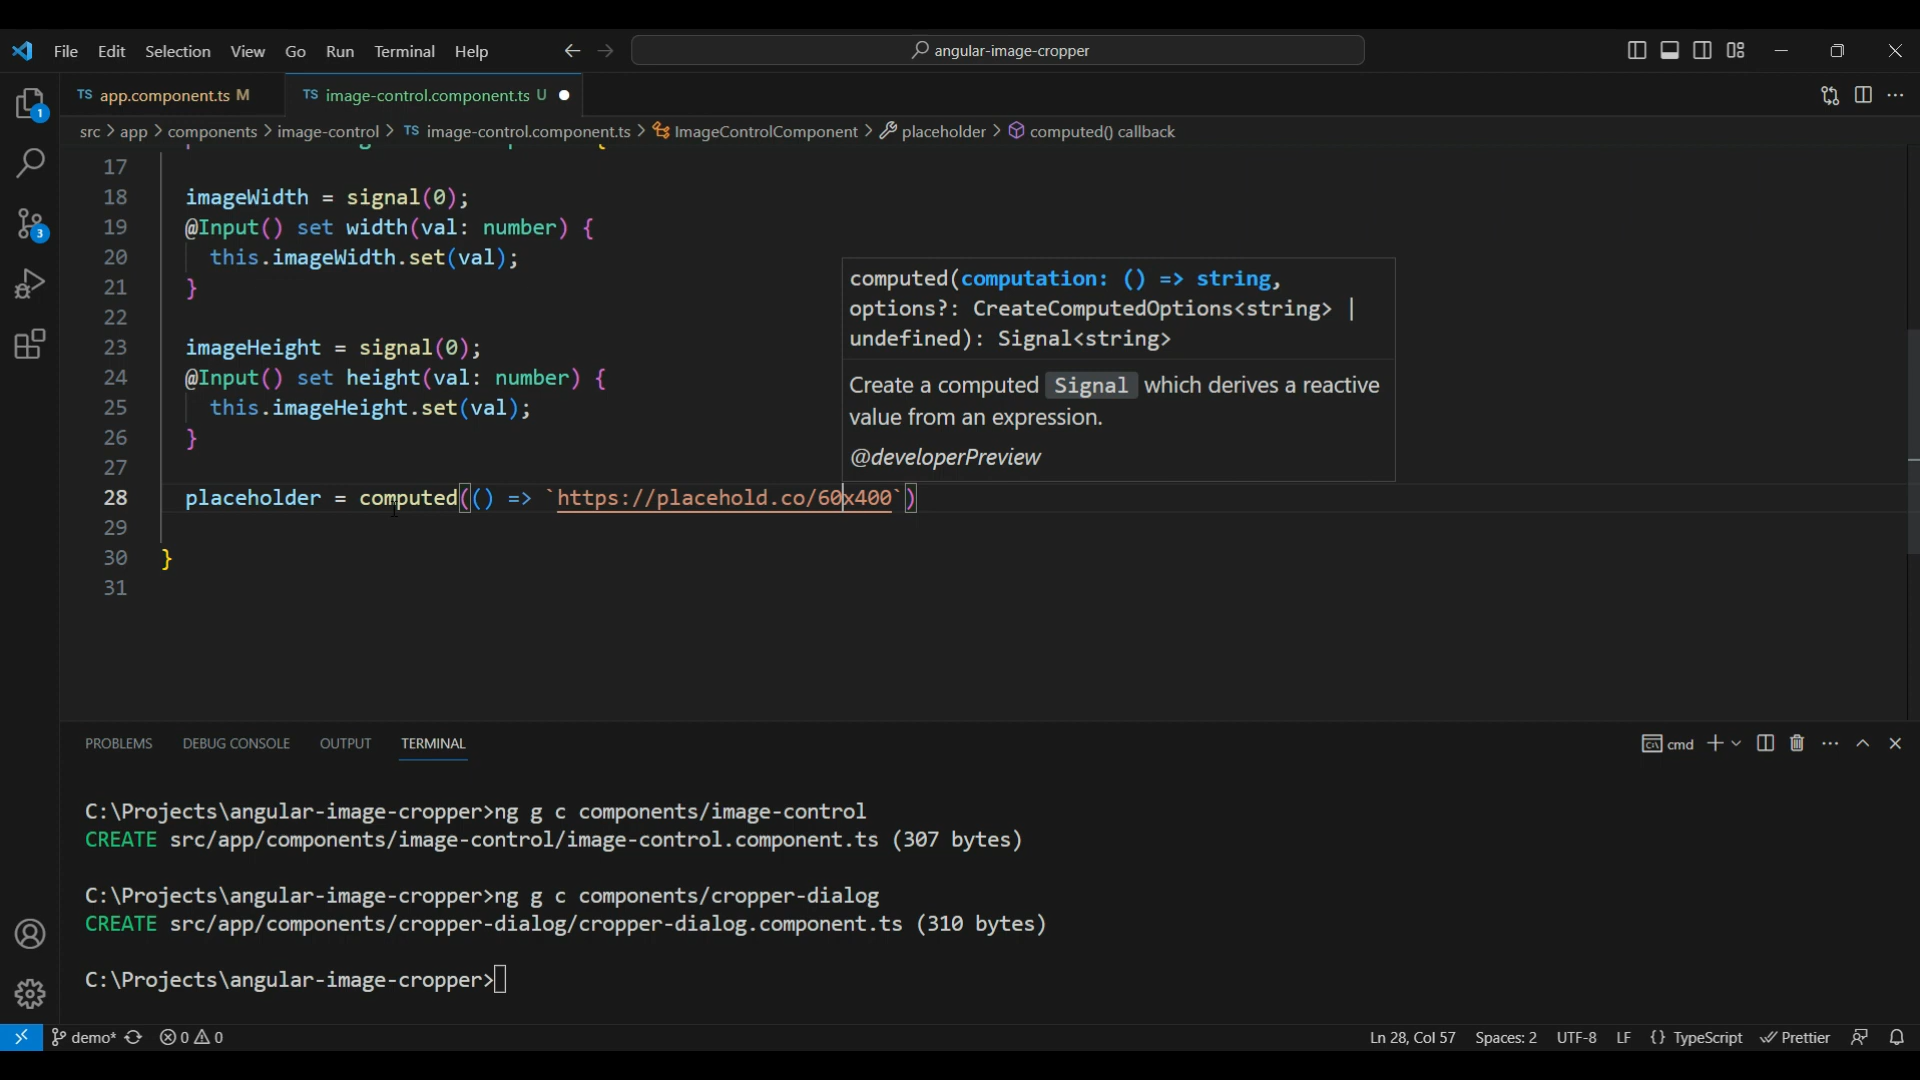 File Edit Selection View Go Run Terminal Help angular-image-cropper
TS app.component.ts M TS image-control.component.ts U
src > app > components > image-control > TS image-control.component.ts > ImageControlComponent > placeholder > computed() callback
17
18 imageWidth = signal(0);
19 @Input() set width(val: number) {
20 this.imageWidth.set(val);
21 }
22
23 imageHeight = signal(0);
24 @Input() set height(val: number) {
25 this.imageHeight.set(val);
26 }
27
28 placeholder = computed(() => `https://placehold.co/60x400`)
29
30 }
31
computed(computation: () => string,
options?: CreateComputedOptions<string> |
undefined): Signal<string>
Create a computed Signal which derives a reactive
value from an expression.
@developerPreview
1
3
PROBLEMS DEBUG CONSOLE OUTPUT TERMINAL cmd
C:\Projects\angular-image-cropper>ng g c components/image-control
CREATE src/app/components/image-control/image-control.component.ts (307 bytes)
C:\Projects\angular-image-cropper>ng g c components/cropper-dialog
CREATE src/app/components/cropper-dialog/cropper-dialog.component.ts (310 bytes)
C:\Projects\angular-image-cropper>
demo* 0 0 Ln 28, Col 57 Spaces: 2 UTF-8 LF {} TypeScript Prettier